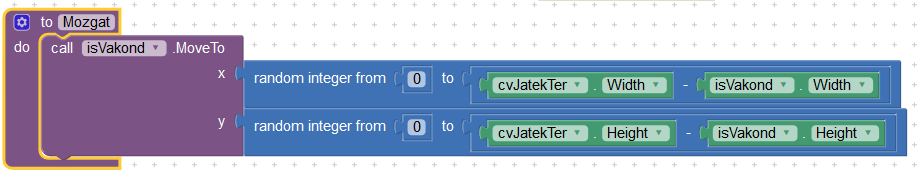 to Mozgat
do call isVakond .MoveTo
x random integer from 0 to cvJatekTer . Width - isVakond . Width
y random integer from 0 to cvJatekTer . Height - isVakond . Height